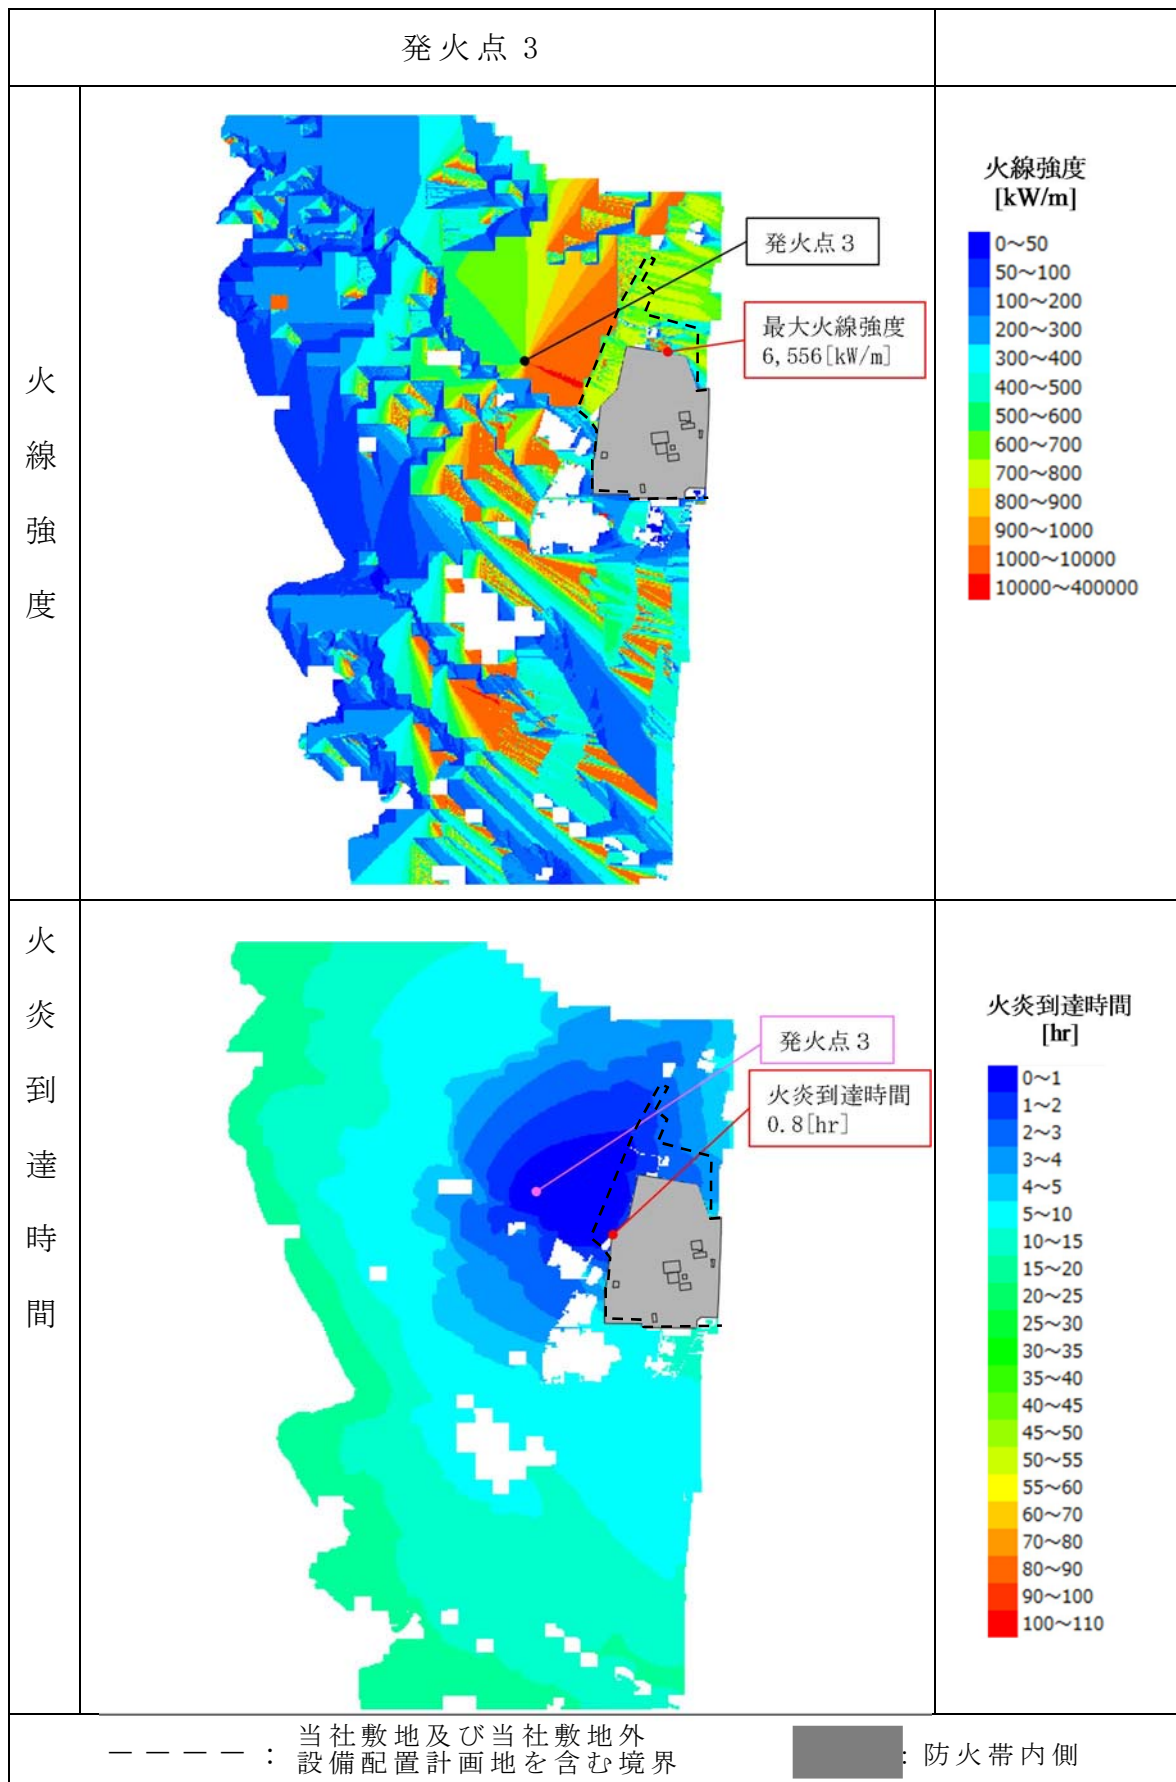 発火点 3
火線強度
火線強度
[kW/m]
0～50
50～100
100～200
200～300
300～400
400～500
500～600
600～700
700～800
800～900
900～1000
1000～10000
10000～400000
発火点３
最大火線強度
6,556[kW/m]
火炎到達時間
火炎到達時間
[hr]
0～1
1～2
2～3
3～4
4～5
5～10
10～15
15～20
20～25
25～30
30～35
35～40
40～45
45～50
50～55
55～60
60～70
70～80
80～90
90～100
100～110
発火点３
火炎到達時間
0.8[hr]
：当社敷地及び当社敷地外
設備配置計画地を含む境界
：防火帯内側